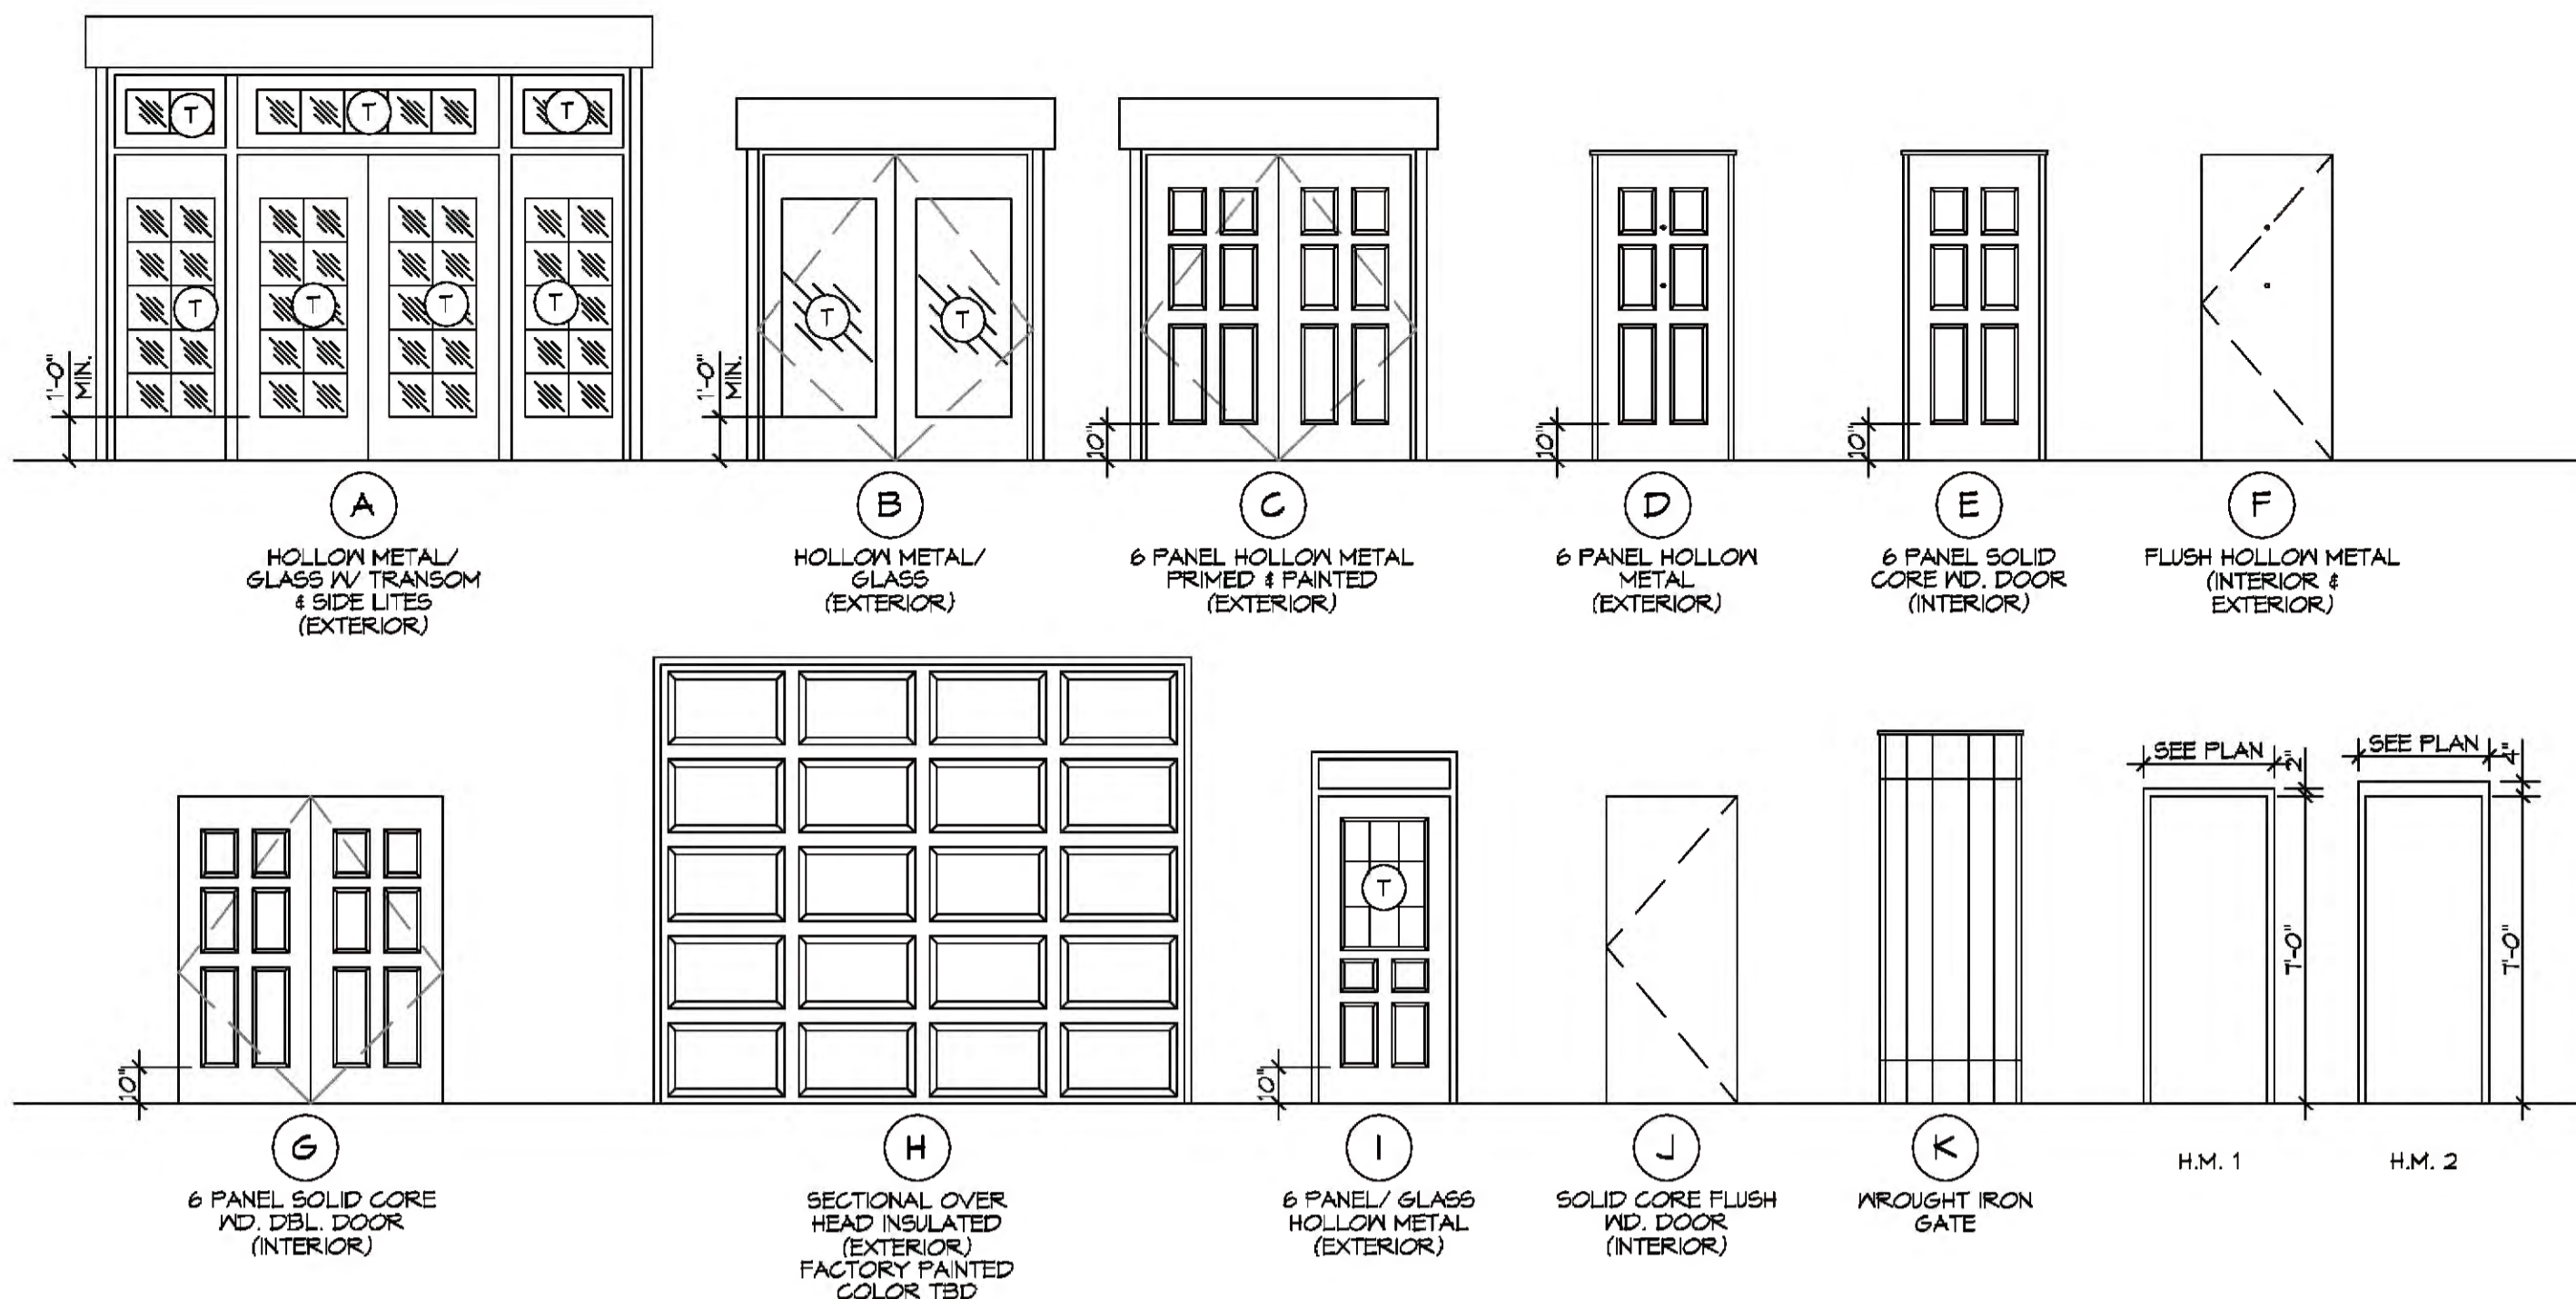 T T T
T T T T
T T
1'-0" MIN.
1'-0" MIN.
10"
10"
10"
A
HOLLOW METAL/
GLASS W/ TRANSOM
& SIDE LITES
(EXTERIOR)
B
HOLLOW METAL/
GLASS
(EXTERIOR)
C
6 PANEL HOLLOW METAL
PRIMED & PAINTED
(EXTERIOR)
D
6 PANEL HOLLOW
METAL
(EXTERIOR)
E
6 PANEL SOLID
CORE WD. DOOR
(INTERIOR)
F
FLUSH HOLLOW METAL
(INTERIOR &
EXTERIOR)
10"
G
6 PANEL SOLID CORE
WD. DBL. DOOR
(INTERIOR)
H
SECTIONAL OVER
HEAD INSULATED
(EXTERIOR)
FACTORY PAINTED
COLOR TBD
T
10"
I
6 PANEL/ GLASS
HOLLOW METAL
(EXTERIOR)
J
SOLID CORE FLUSH
WD. DOOR
(INTERIOR)
K
WROUGHT IRON
GATE
SEE PLAN
2"
7'-0"
H.M. 1
SEE PLAN
4"
7'-0"
H.M. 2